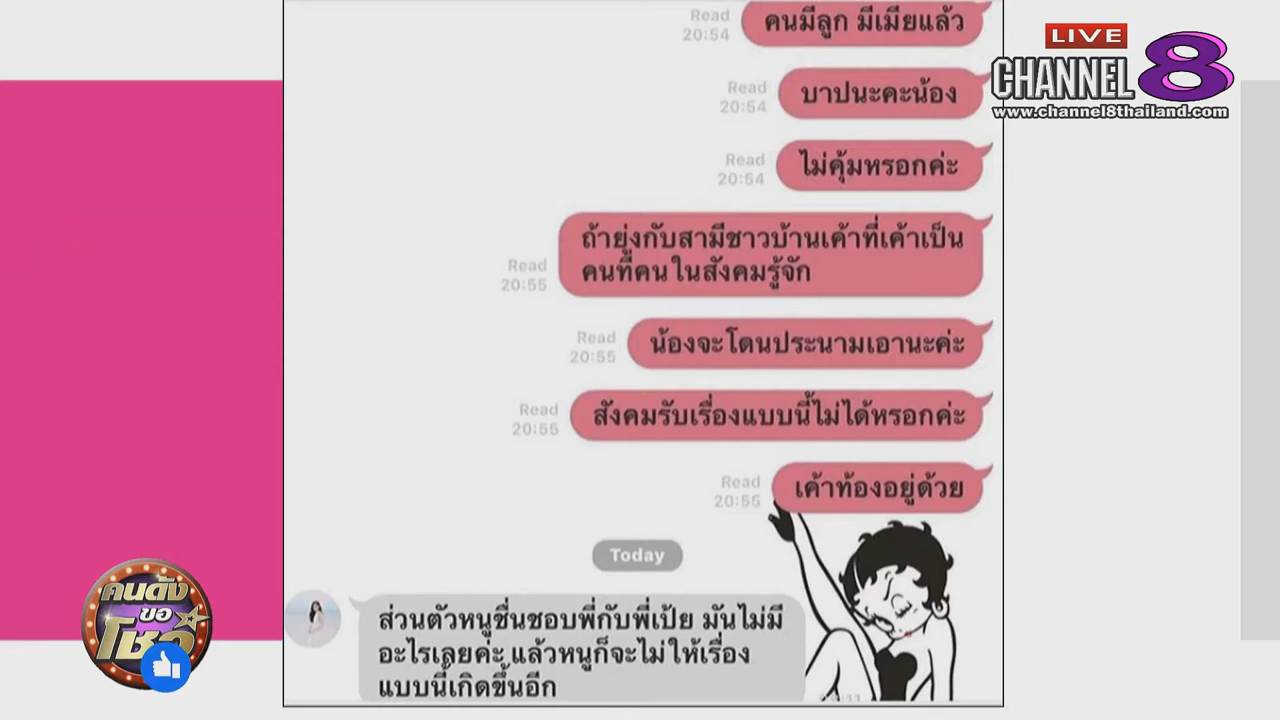 Read
20:54
คนมีลูก มีเมียแล้ว
LIVE
CHANNEL 8
www.channel8thailand.com
Read
20:54
บาปนะคะน้อง
Read
20:54
ไม่คุ้มหรอกค่ะ
ถ้ายุ่งกับสามีชาวบ้านเค้าที่เค้าเป็น
คนที่คนในสังคมรู้จัก
Read
20:55
น้องจะโดนประนามเอานะค่ะ
Read
20:55
สังคมรับเรื่องแบบนี้ไม่ได้หรอกค่ะ
Read
20:55
เค้าท้องอยู่ด้วย
Read
20:55
Today
ส่วนตัวหนูชื่นชอบพี่กับพี่เป้ย มันไม่มี
อะไรเลยค่ะ แล้วหนูก็จะไม่ให้เรื่อง
แบบนี้เกิดขึ้นอีก
คนดัง
ขอ
โชว์